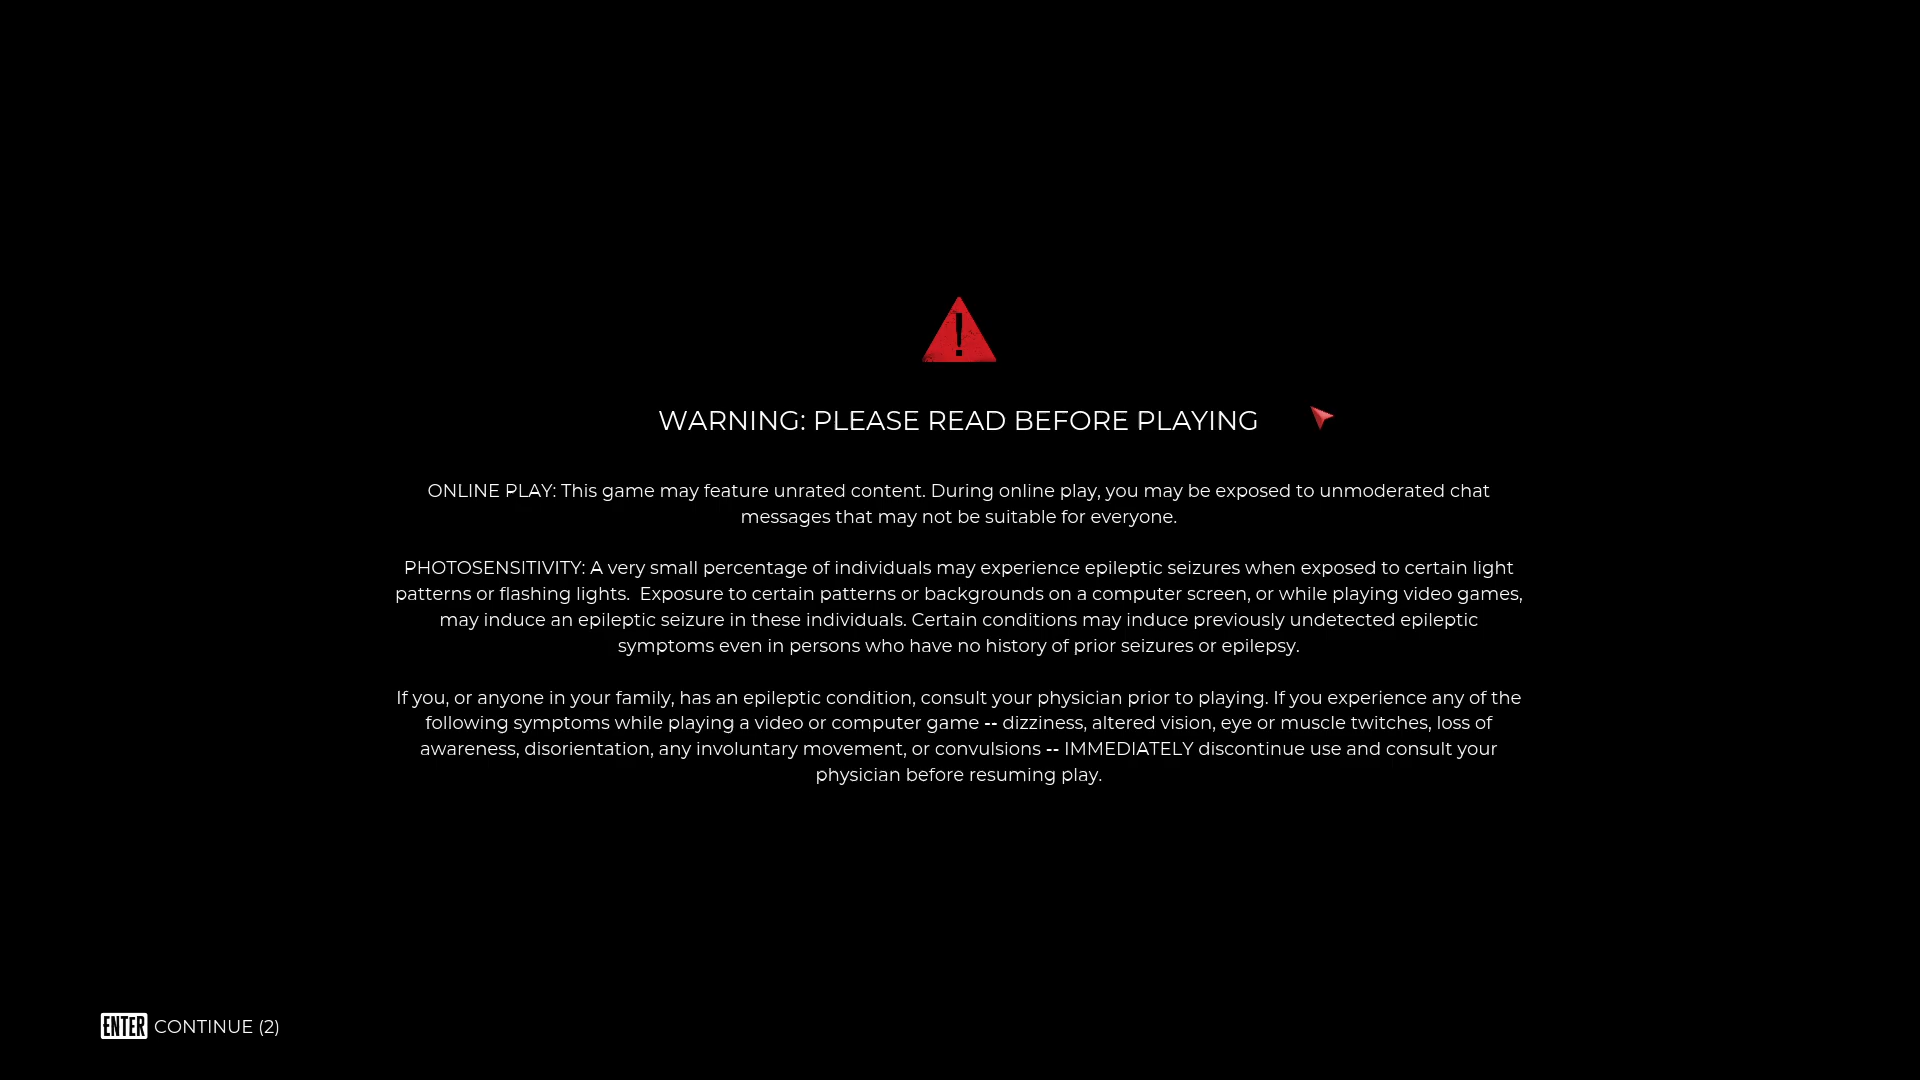 !
WARNING: PLEASE READ BEFORE PLAYING
ONLINE PLAY: This game may feature unrated content. During online play, you may be exposed to unmoderated chat
messages that may not be suitable for everyone.
PHOTOSENSITIVITY: A very small percentage of individuals may experience epileptic seizures when exposed to certain light
patterns or flashing lights.  Exposure to certain patterns or backgrounds on a computer screen, or while playing video games,
may induce an epileptic seizure in these individuals. Certain conditions may induce previously undetected epileptic
symptoms even in persons who have no history of prior seizures or epilepsy.
If you, or anyone in your family, has an epileptic condition, consult your physician prior to playing. If you experience any of the
following symptoms while playing a video or computer game -- dizziness, altered vision, eye or muscle twitches, loss of
awareness, disorientation, any involuntary movement, or convulsions -- IMMEDIATELY discontinue use and consult your
physician before resuming play.
ENTER CONTINUE (2)